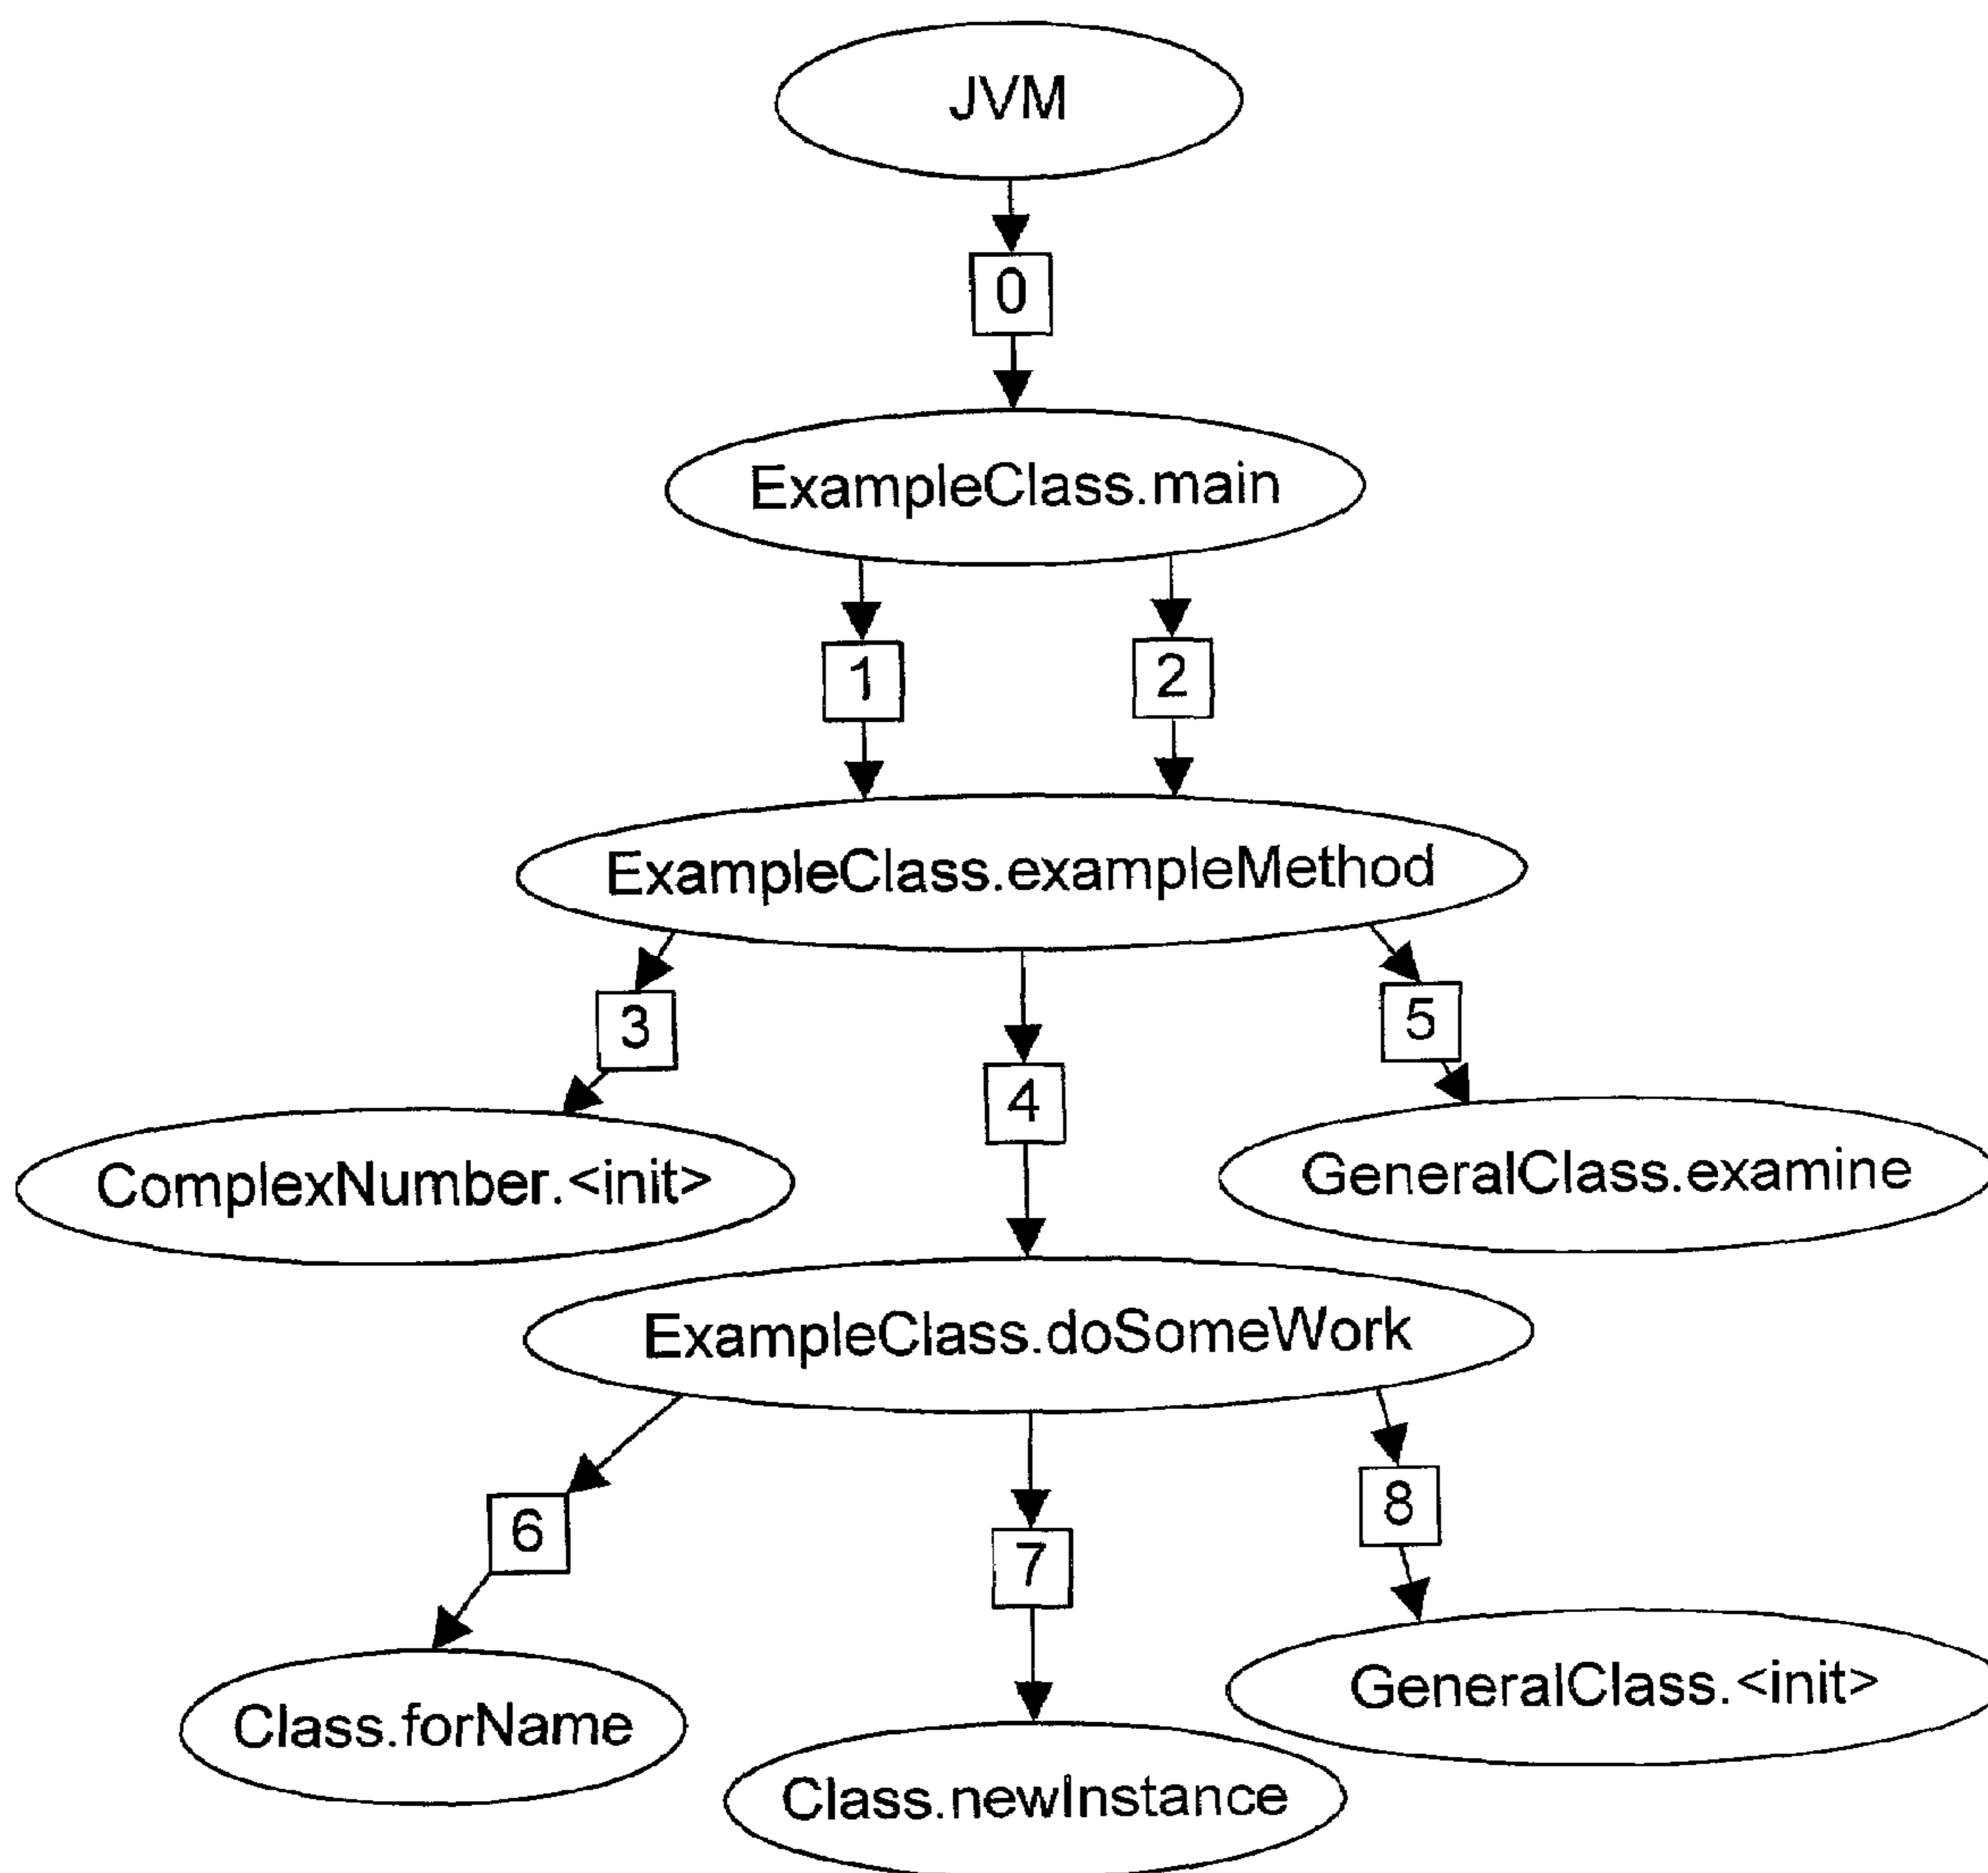 JVM
0
ExampleClass.main
1
2
ExampleClass.exampleMethod
3
4
5
ComplexNumber.<init>
GeneralClass.examine
ExampleClass.doSomeWork
6
7
8
Class.forName
Class.newInstance
GeneralClass.<init>